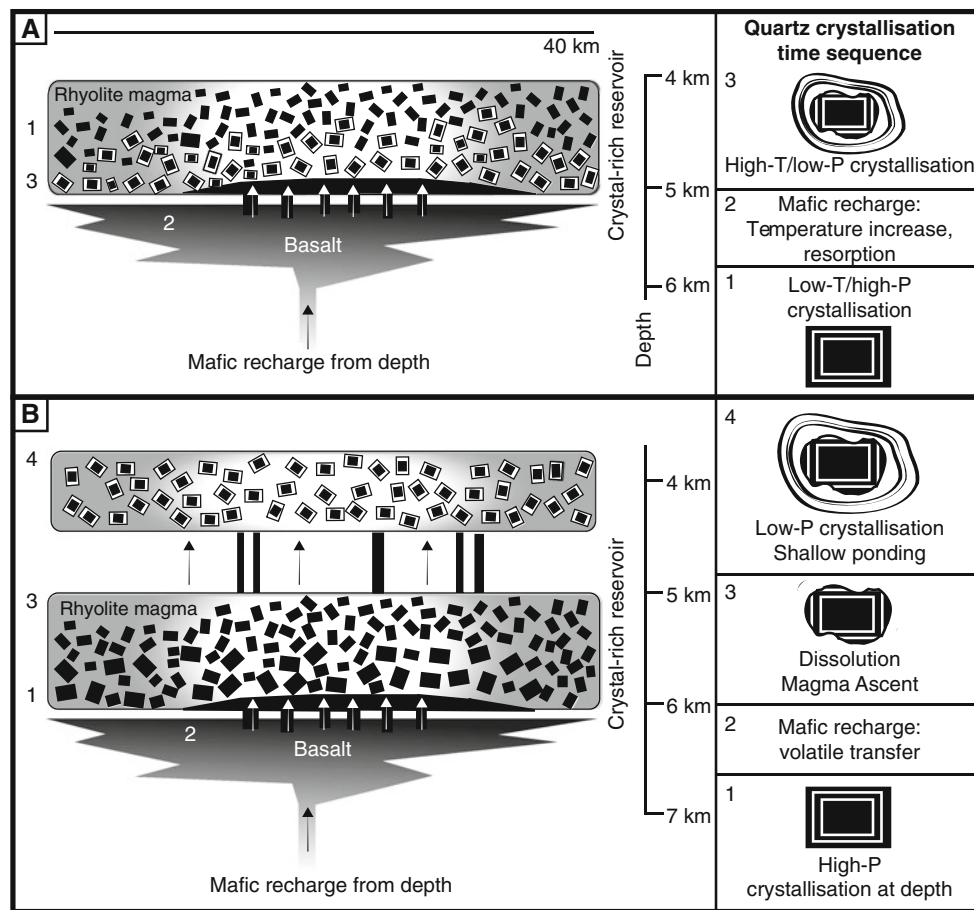 A
40 km
Rhyolite magma
1
3
2
Basalt
Mafic recharge from depth
Crystal-rich reservoir
Depth
4 km
5 km
6 km
Quartz crystallisation
time sequence
3
High-T/low-P crystallisation
2
Mafic recharge:
Temperature increase,
resorption
1
Low-T/high-P
crystallisation
B
4
3
Rhyolite magma
1
2
Basalt
Mafic recharge from depth
Crystal-rich reservoir
4 km
5 km
6 km
7 km
4
Low-P crystallisation
Shallow ponding
3
Dissolution
Magma Ascent
2
Mafic recharge:
volatile transfer
1
High-P
crystallisation at depth